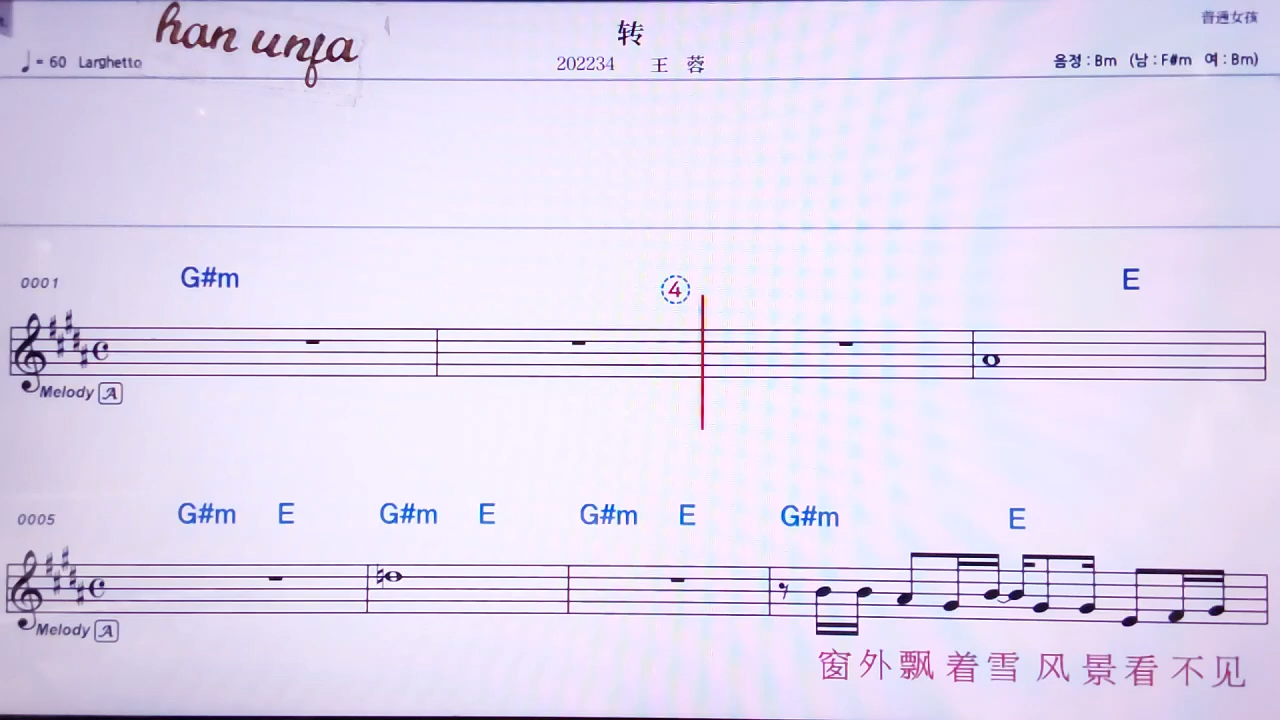 han unfa
转
普通女孩
♩= 60 Larghetto
202234 王 蓉
음정 : Bm (남 : F#m 여 : Bm)
0001 G#m ④ E
Melody A
0005 G#m E G#m E G#m E G#m E
Melody A
窗外飘着雪风景看不见